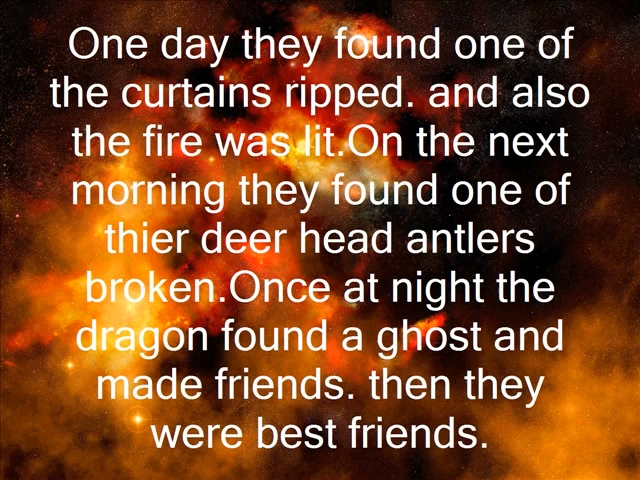 One day they found one of
the curtains ripped. and also
the fire was lit.On the next
morning they found one of
thier deer head antlers
broken.Once at night the
dragon found a ghost and
made friends. then they
were best friends.